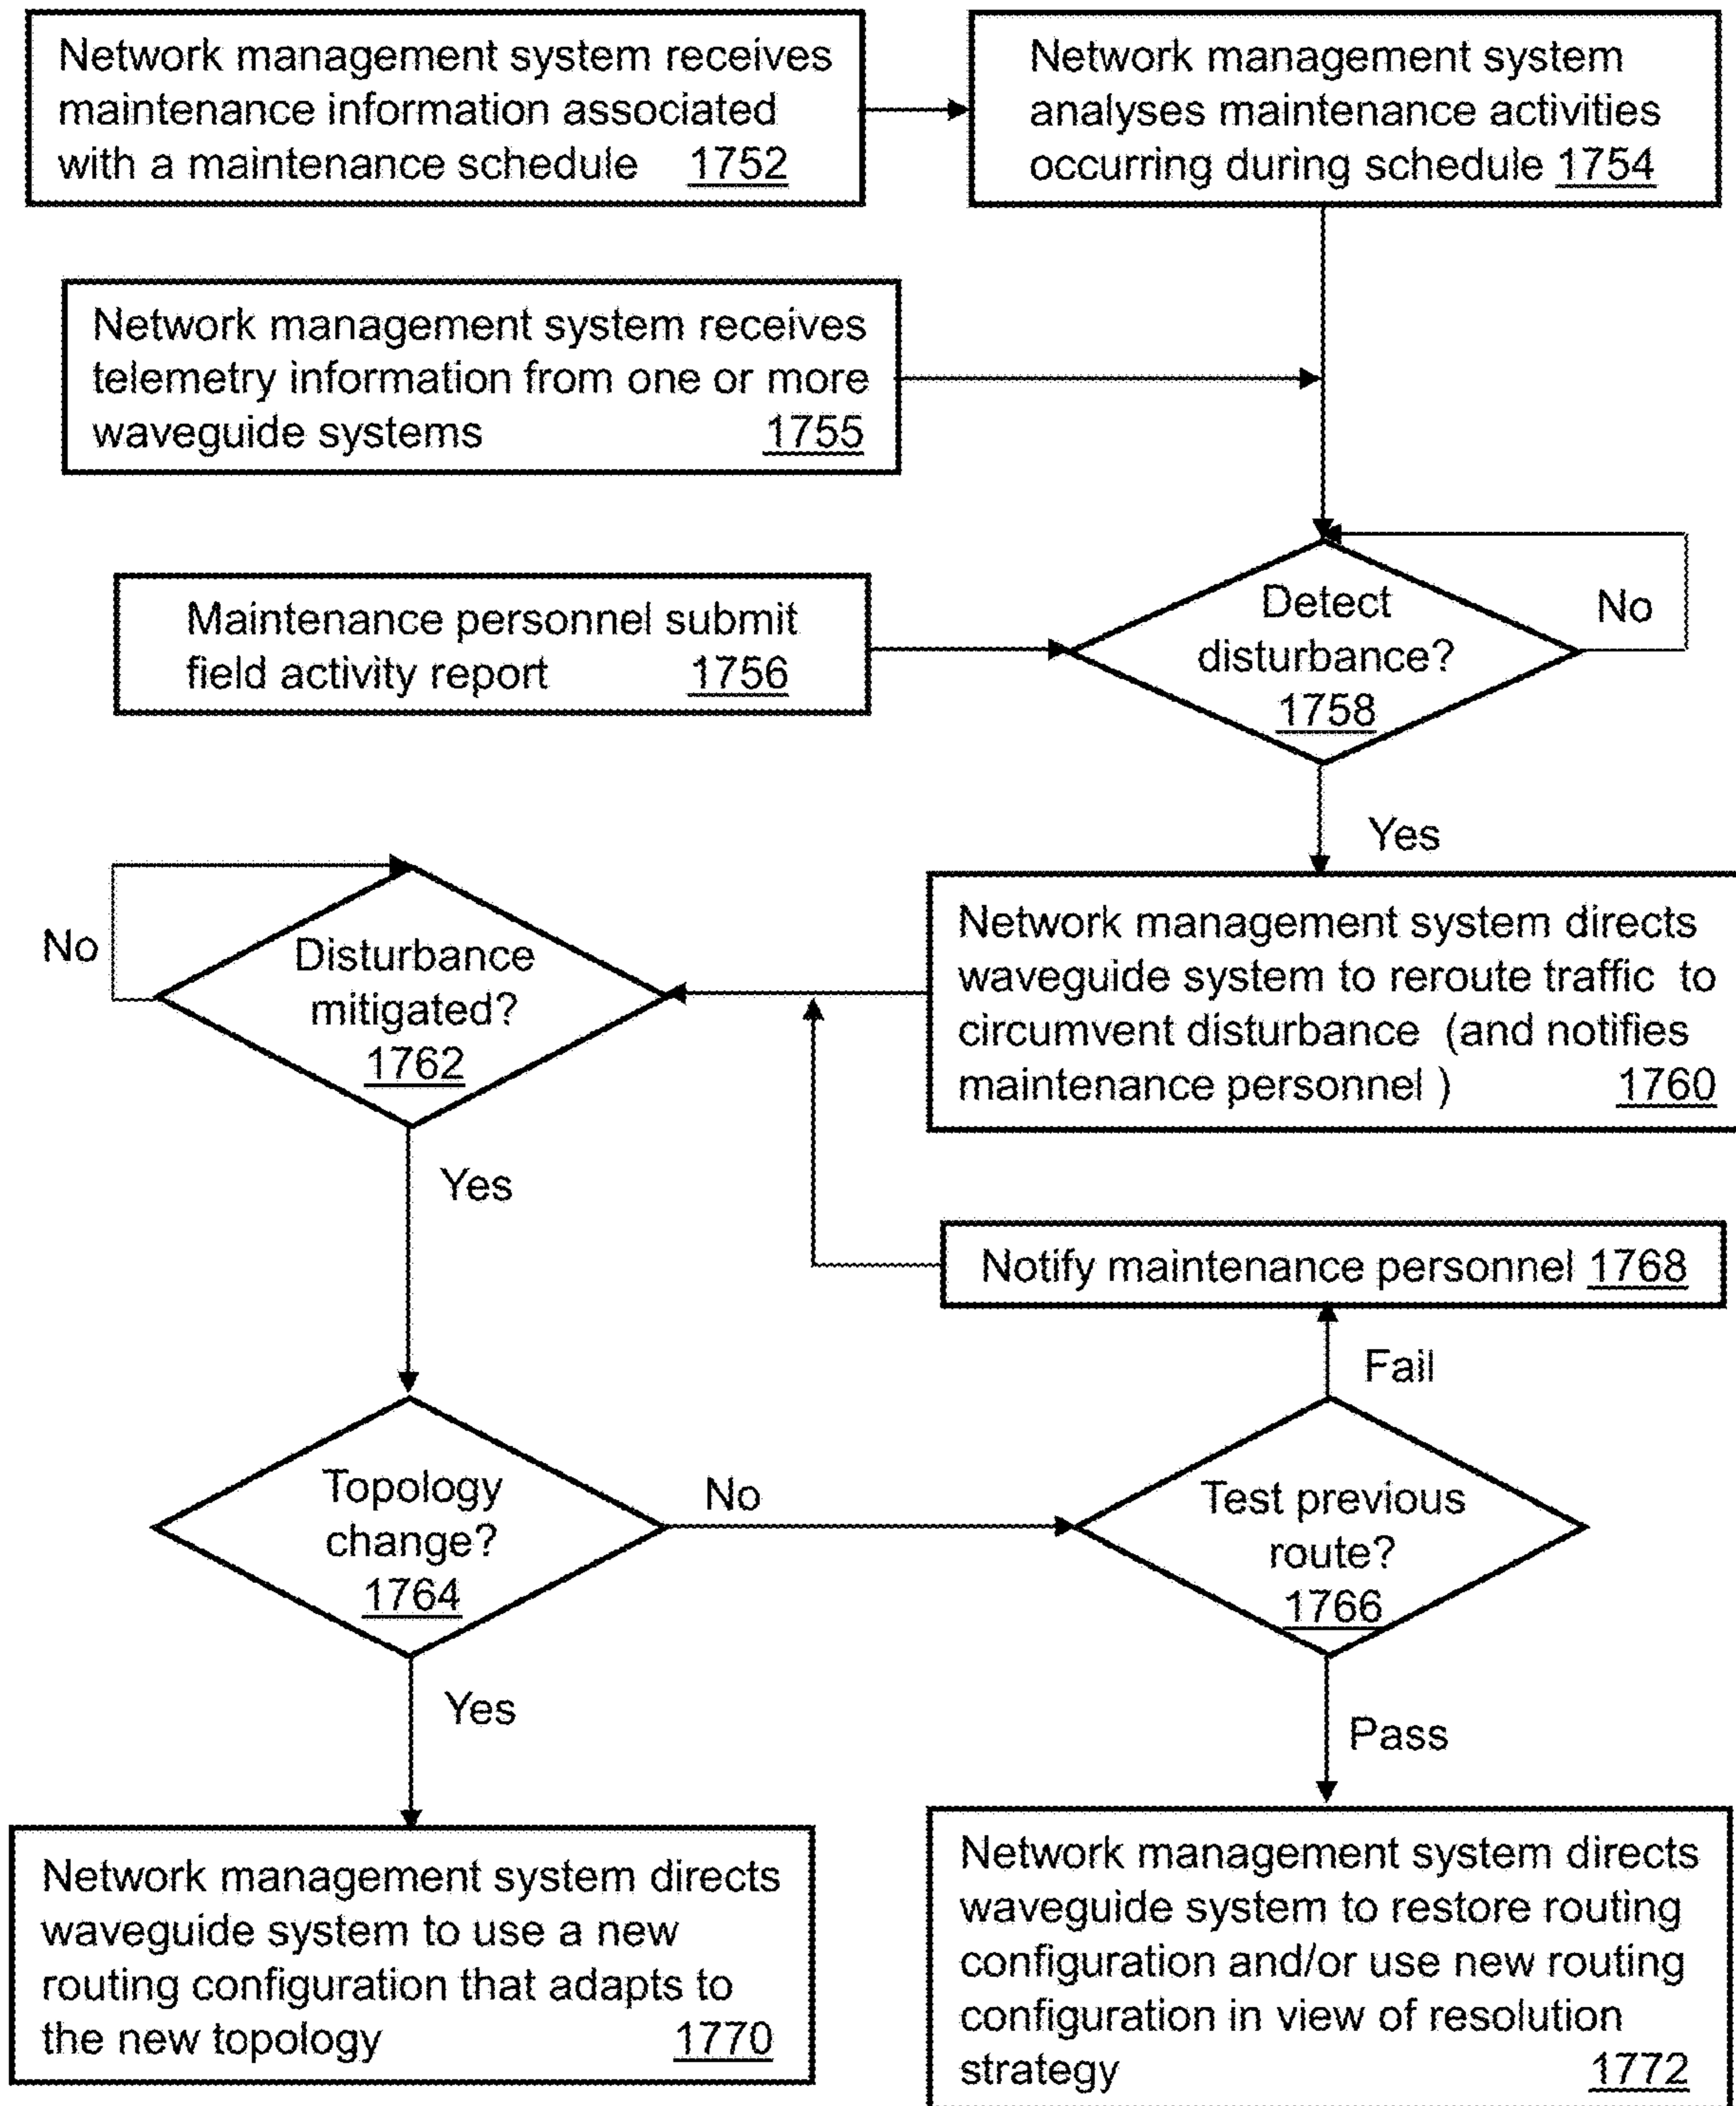 Network management system receives
maintenance information associated
with a maintenance schedule 1752
Network management system
analyses maintenance activities
occurring during schedule 1754
Network management system receives
telemetry information from one or more
waveguide systems 1755
Maintenance personnel submit
field activity report 1756
Detect
disturbance?
1758
No
Yes
Network management system directs
waveguide system to reroute traffic to
circumvent disturbance (and notifies
maintenance personnel ) 1760
Disturbance
mitigated?
1762
No
Yes
Notify maintenance personnel 1768
Fail
Topology
change?
1764
No
Test previous
route?
1766
Yes
Pass
Network management system directs
waveguide system to use a new
routing configuration that adapts to
the new topology 1770
Network management system directs
waveguide system to restore routing
configuration and/or use new routing
configuration in view of resolution
strategy 1772